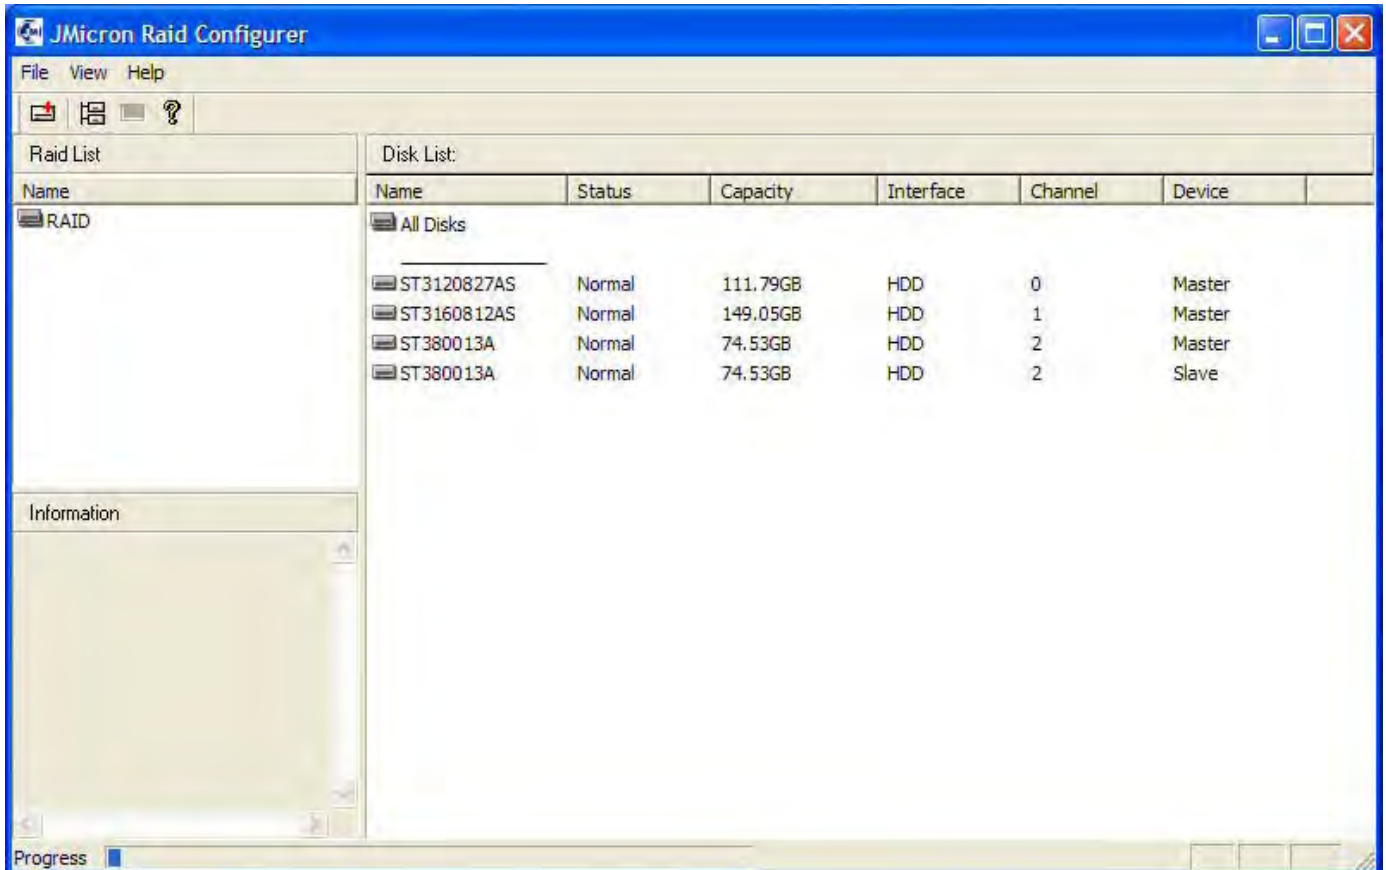 JMicron Raid Configurer
File View Help
Raid List
Name
RAID
Disk List:
Name Status Capacity Interface Channel Device
All Disks
ST3120827AS Normal 111.79GB HDD 0 Master
ST3160812AS Normal 149.05GB HDD 1 Master
ST380013A Normal 74.53GB HDD 2 Master
ST380013A Normal 74.53GB HDD 2 Slave
Information
Progress